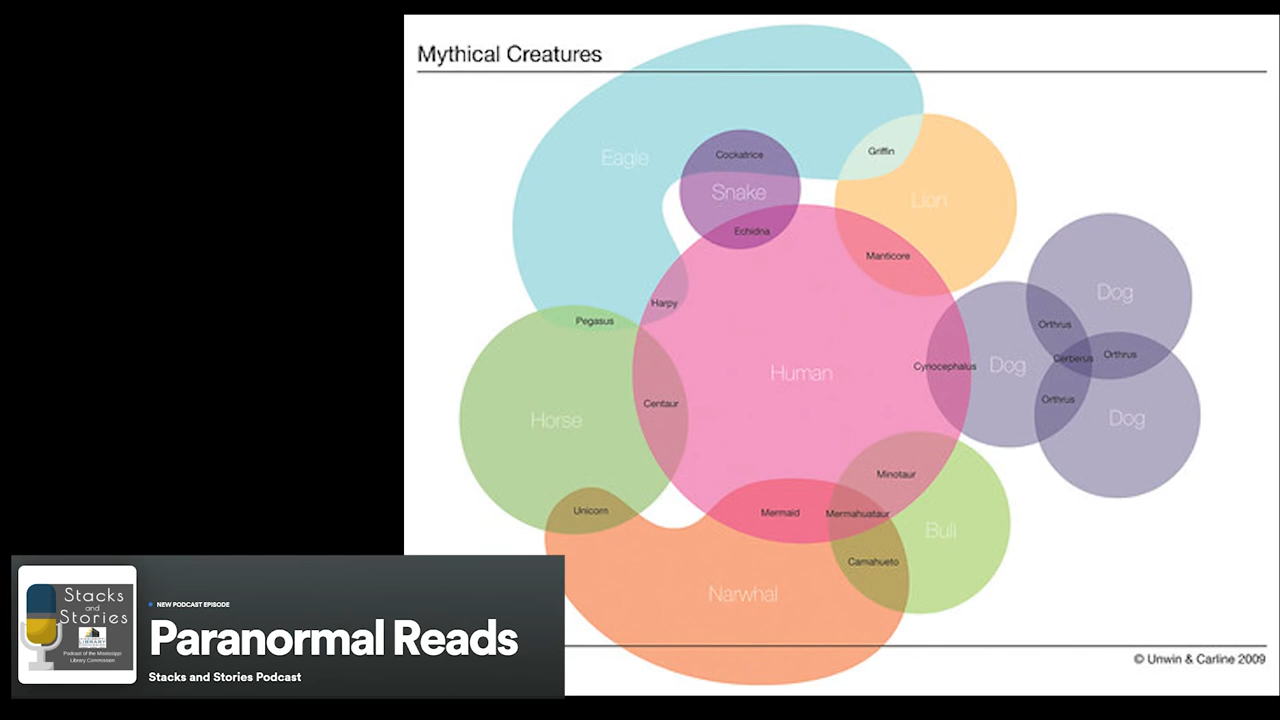 Mythical Creatures
Eagle
Cockatrice
Snake
Echidna
Griffin
Lion
Manticore
Harpy
Pegasus
Horse
Centaur
Human
Cynocephalus
Dog
Dog
Dog
Orthrus
Cerberus
Orthrus
Orthrus
Minotaur
Bull
Unicorn
Mermaid
Mermahuataur
Camahueto
Narwhal
© Unwin & Carline 2009
Stacks
and
Stories
Podcast of the Mississippi
Library Commission
NEW PODCAST EPISODE
Paranormal Reads
Stacks and Stories Podcast